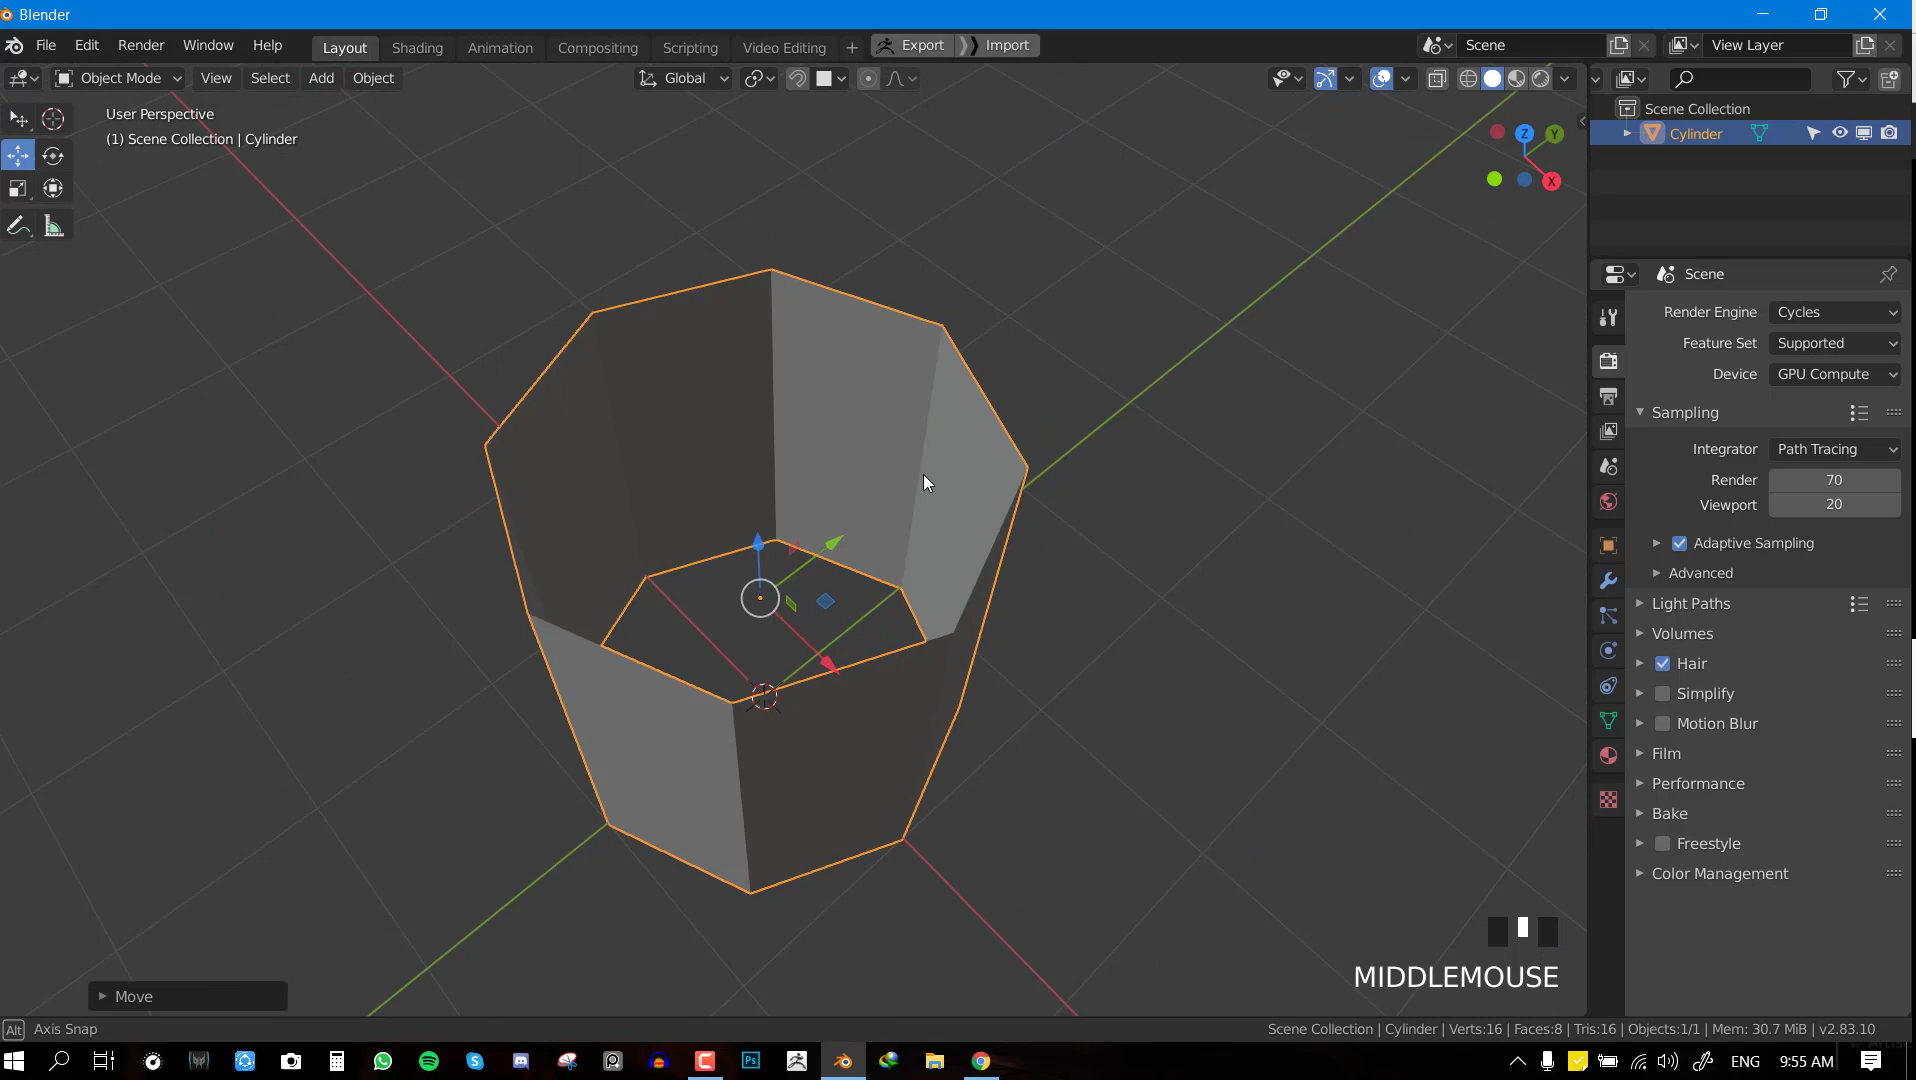 Blender
File Edit Render Window Help Layout Shading Animation Compositing Scripting Video Editing + Export Import Scene View Layer
Object Mode View Select Add Object Global
User Perspective
(1) Scene Collection | Cylinder
Z Y
X
Scene Collection
Cylinder
Scene
Render Engine Cycles
Feature Set Supported
Device GPU Compute
Sampling
Integrator Path Tracing
Render 70
Viewport 20
Adaptive Sampling
Advanced
Light Paths
Volumes
Hair
Simplify
Motion Blur
Film
Performance
Bake
Freestyle
Color Management
MIDDLEMOUSE
Move
Alt Axis Snap
Scene Collection | Cylinder | Verts:16 | Faces:8 | Tris:16 | Objects:1/1 | Mem: 30.7 MiB | v2.83.10
Ps
ENG 9:55 AM